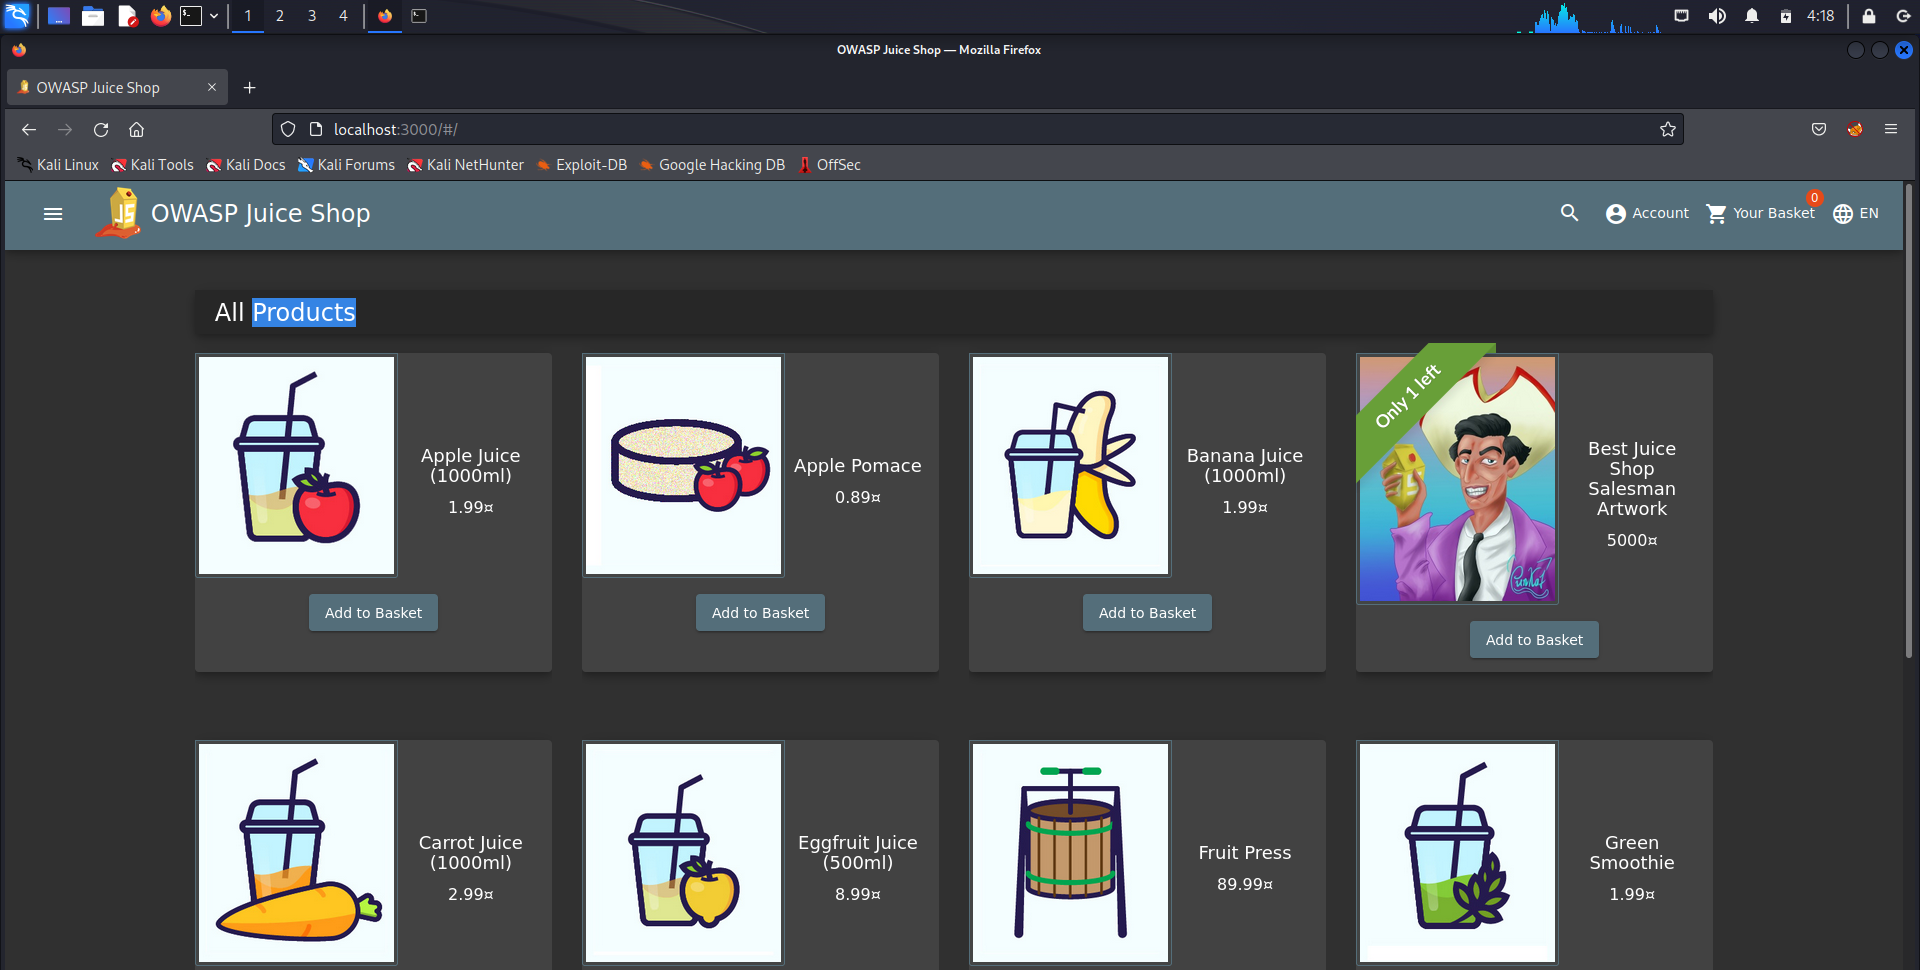 1 2 3 4
4:18
OWASP Juice Shop — Mozilla Firefox
OWASP Juice Shop
localhost:3000/#/
Kali Linux Kali Tools Kali Docs Kali Forums Kali NetHunter Exploit-DB Google Hacking DB OffSec
JS
OWASP Juice Shop
Account
Your Basket
0
EN
All Products
Apple Juice
(1000ml)
1.99¤
Add to Basket
Apple Pomace
0.89¤
Add to Basket
Banana Juice
(1000ml)
1.99¤
Add to Basket
Only 1 left
Best Juice
Shop
Salesman
Artwork
5000¤
Add to Basket
Carrot Juice
(1000ml)
2.99¤
Eggfruit Juice
(500ml)
8.99¤
Fruit Press
89.99¤
Green
Smoothie
1.99¤